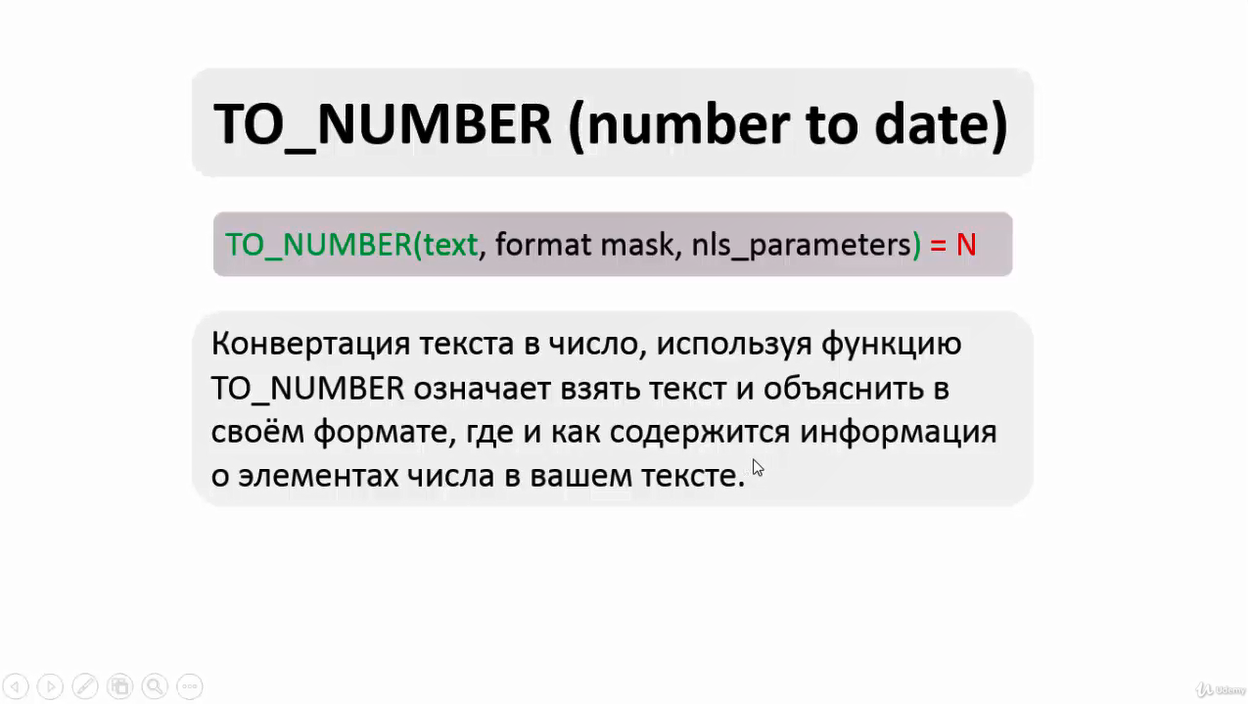 TO_NUMBER (number to date)
TO_NUMBER(text, format mask, nls_parameters) = N
Конвертация текста в число, используя функцию
TO_NUMBER означает взять текст и объяснить в
своём формате, где и как содержится информация
о элементах числа в вашем тексте.
Udemy